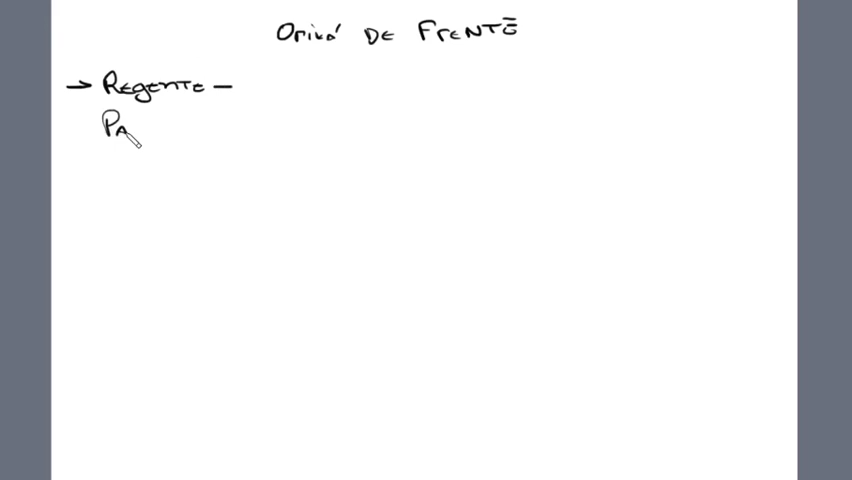 Orixá DE FRENTE
→ REGENTE —
PA